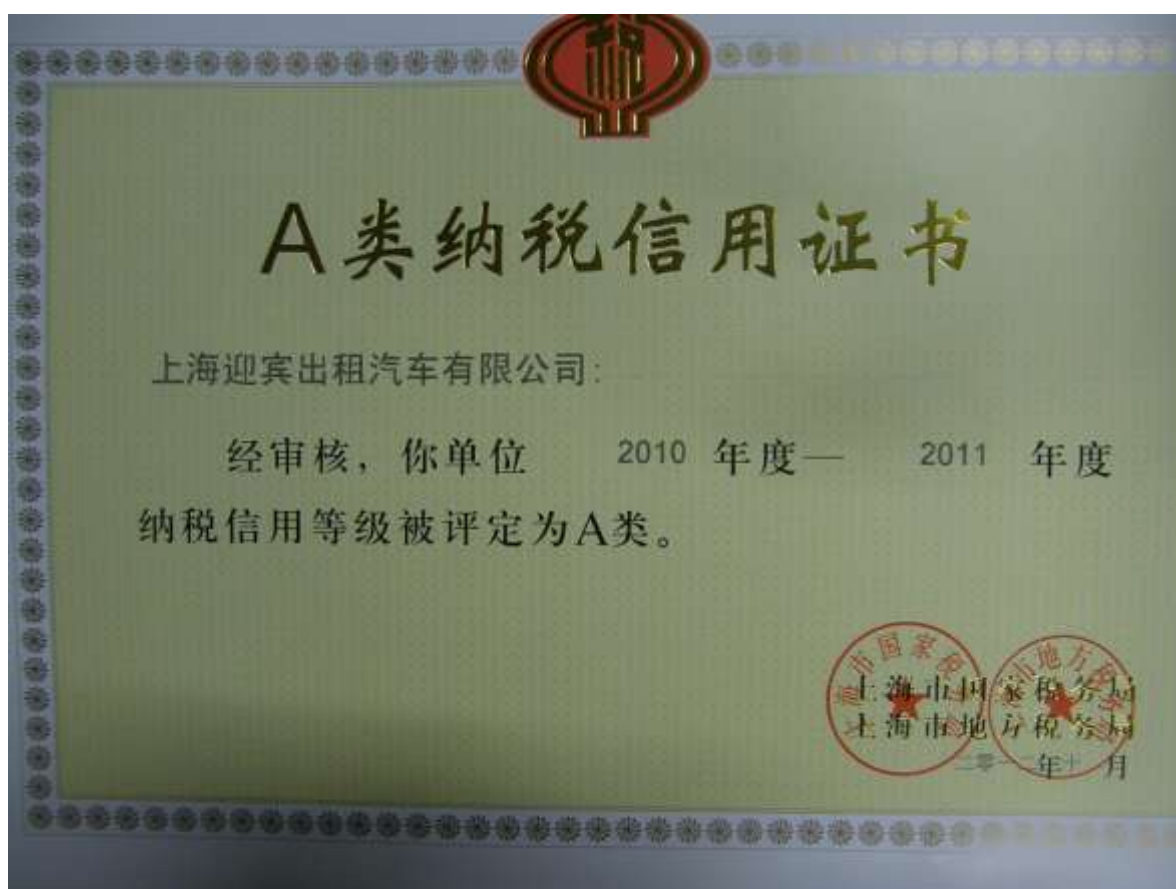 税
A类纳税信用证书
上海迎宾出租汽车有限公司:
经审核，你单位 2010 年度— 2011 年度
纳税信用等级被评定为A类。
上海市国家税务局
上海市地方税务局
二零一二年十 月